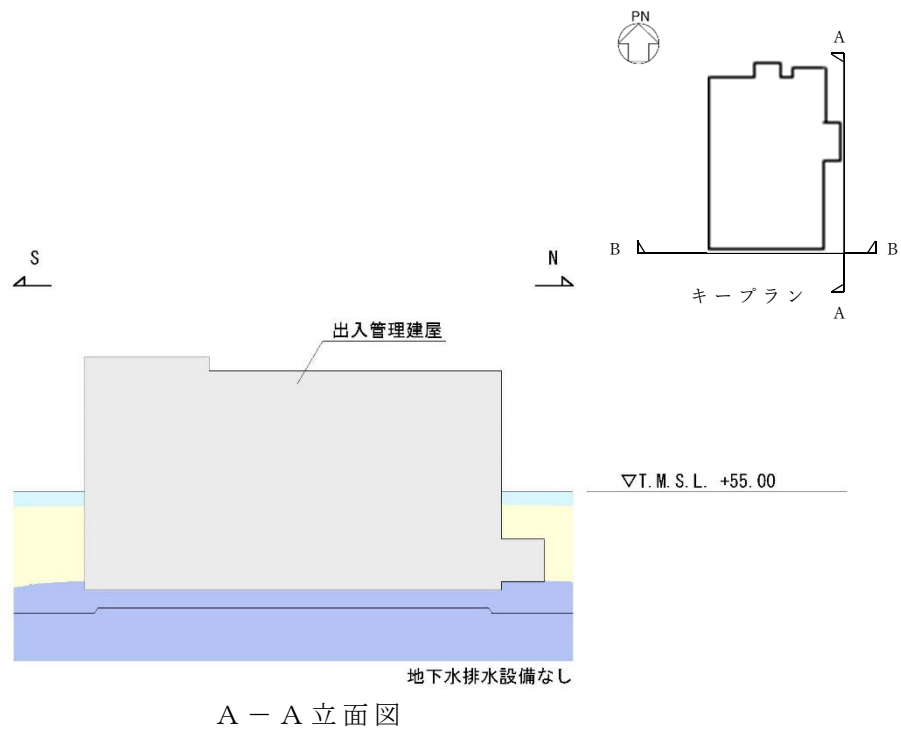 PN
A
B
B
キープラン
A
S
N
出入管理建屋
▽T.M.S.L. +55.00
地下水排水設備なし
A－A立面図